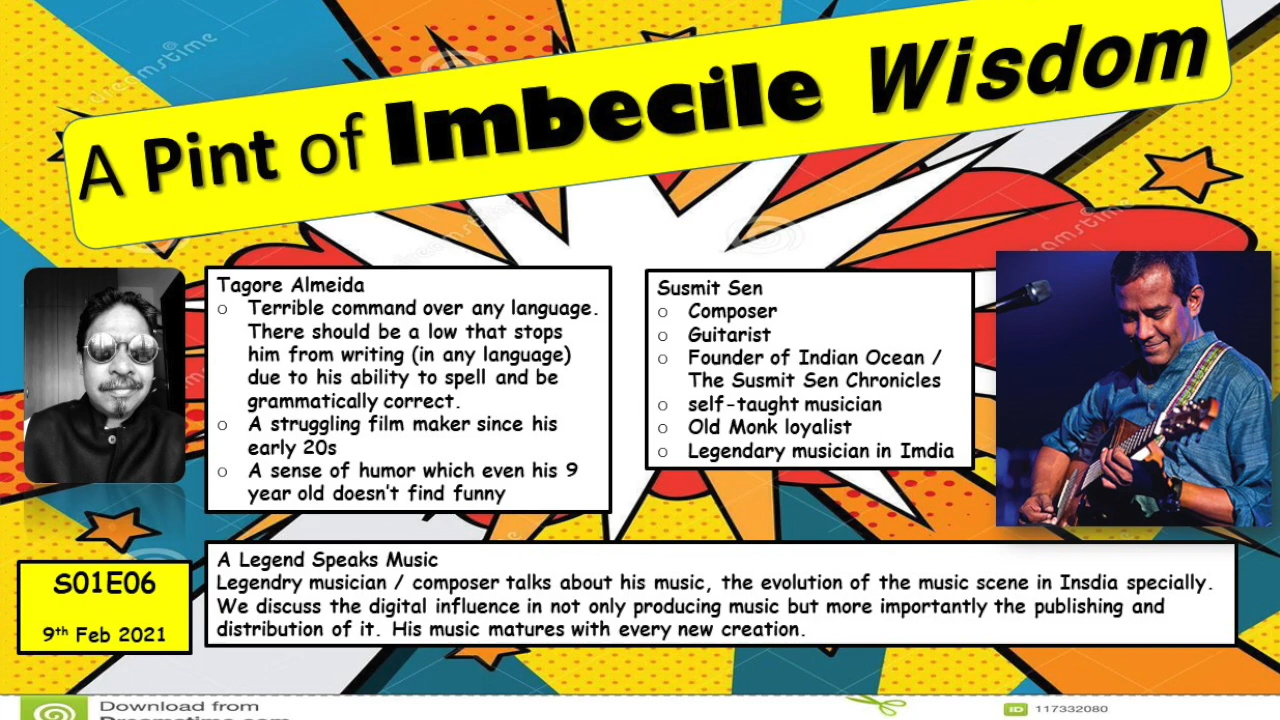 A Pint of Imbecile Wisdom
Tagore Almeida
o Terrible command over any language.
There should be a low that stops
him from writing (in any language)
due to his ability to spell and be
grammatically correct.
o A struggling film maker since his
early 20s
o A sense of humor which even his 9
year old doesn't find funny
Susmit Sen
o Composer
o Guitarist
o Founder of Indian Ocean /
The Susmit Sen Chronicles
o self-taught musician
o Old Monk loyalist
o Legendary musician in Imdia
S01E06
9th Feb 2021
A Legend Speaks Music
Legendry musician / composer talks about his music, the evolution of the music scene in Insdia specially.
We discuss the digital influence in not only producing music but more importantly the publishing and
distribution of it. His music matures with every new creation.
dreamstime
dreamstime
Download from
Dreamstime.com
ID 117332080